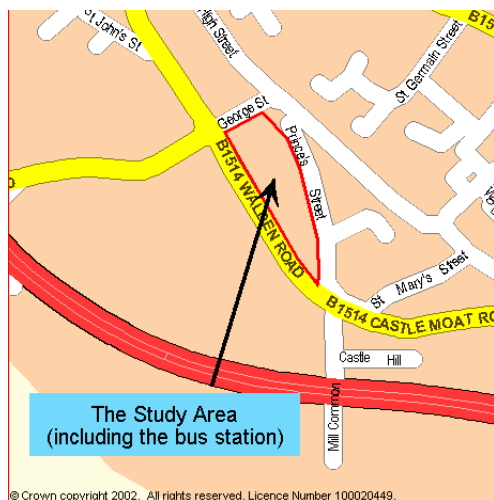 St John's St
High Street
B15
St Germain Street
George St
Prince's
Street
B1514 WALDEN ROAD
St Mary's Street
B1514 CASTLE MOAT RO
Castle Hill
Mill Common
The Study Area
(including the bus station)
© Crown copyright 2002. All rights reserved. Licence Number 100020449.